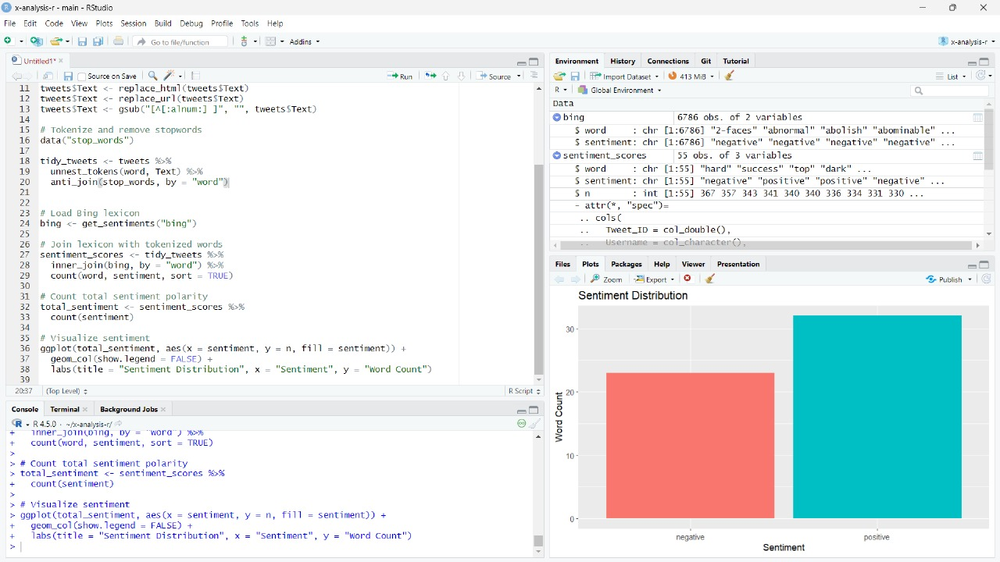 x-analysis-r - main - RStudio
File Edit Code View Plots Session Build Debug Profile Tools Help
Go to file/function Addins x-analysis-r
Untitled1*
Source on Save Run Source
11 tweets$Text <- replace_html(tweets$Text)
12 tweets$Text <- replace_url(tweets$Text)
13 tweets$Text <- gsub("[^[:alnum:] ]", "", tweets$Text)
14
15 # Tokenize and remove stopwords
16 data("stop_words")
17
18 tidy_tweets <- tweets %>%
19 unnest_tokens(word, Text) %>%
20 anti_join(stop_words, by = "word")
21
22
23 # Load Bing lexicon
24 bing <- get_sentiments("bing")
25
26 # Join lexicon with tokenized words
27 sentiment_scores <- tidy_tweets %>%
28 inner_join(bing, by = "word") %>%
29 count(word, sentiment, sort = TRUE)
30
31 # Count total sentiment polarity
32 total_sentiment <- sentiment_scores %>%
33 count(sentiment)
34
35 # Visualize sentiment
36 ggplot(total_sentiment, aes(x = sentiment, y = n, fill = sentiment)) +
37 geom_col(show.legend = FALSE) +
38 labs(title = "Sentiment Distribution", x = "Sentiment", y = "Word Count")
39
20:37 (Top Level) R Script
Console Terminal Background Jobs
R R 4.5.0 · ~/x-analysis-r/
+ inner_join(bing, by = "word") %>%
+ count(word, sentiment, sort = TRUE)
>
> # Count total sentiment polarity
> total_sentiment <- sentiment_scores %>%
+ count(sentiment)
>
> # Visualize sentiment
> ggplot(total_sentiment, aes(x = sentiment, y = n, fill = sentiment)) +
+ geom_col(show.legend = FALSE) +
+ labs(title = "Sentiment Distribution", x = "Sentiment", y = "Word Count")
>
Environment History Connections Git Tutorial
Import Dataset 413 MiB List
R Global Environment
Data
bing 6786 obs. of 2 variables
$ word : chr [1:6786] "2-faces" "abnormal" "abolish" "abominable" ...
$ sentiment: chr [1:6786] "negative" "negative" "negative" "negative" ...
sentiment_scores 55 obs. of 3 variables
$ word : chr [1:55] "hard" "success" "top" "dark" ...
$ sentiment: chr [1:55] "negative" "positive" "positive" "negative" ...
$ n : int [1:55] 367 357 343 341 340 340 336 334 331 330 ...
- attr(*, "spec")=
.. cols(
.. Tweet_ID = col_double(),
.. Username = col_character(),
Files Plots Packages Help Viewer Presentation
Zoom Export Publish
Sentiment Distribution
30
20
10
0
Word Count
negative positive
Sentiment